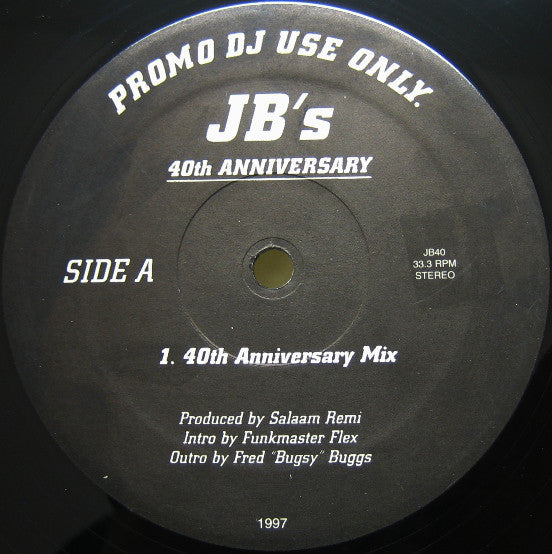 PROMO DJ USE ONLY.
JB's
40th ANNIVERSARY
SIDE A
JB40
33.3 RPM
STEREO
1. 40th Anniversary Mix
Produced by Salaam Remi
Intro by Funkmaster Flex
Outro by Fred "Bugsy" Buggs
1997